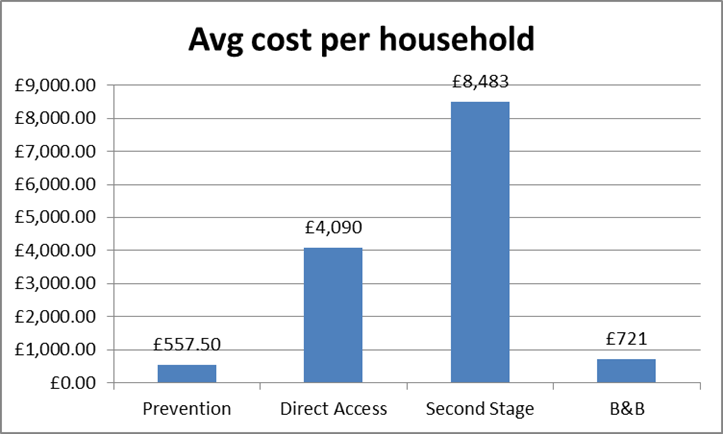 Avg cost per household
£9,000.00
£8,000.00
£7,000.00
£6,000.00
£5,000.00
£4,000.00
£3,000.00
£2,000.00
£1,000.00
£0.00
£557.50
£4,090
£8,483
£721
Prevention
Direct Access
Second Stage
B&B